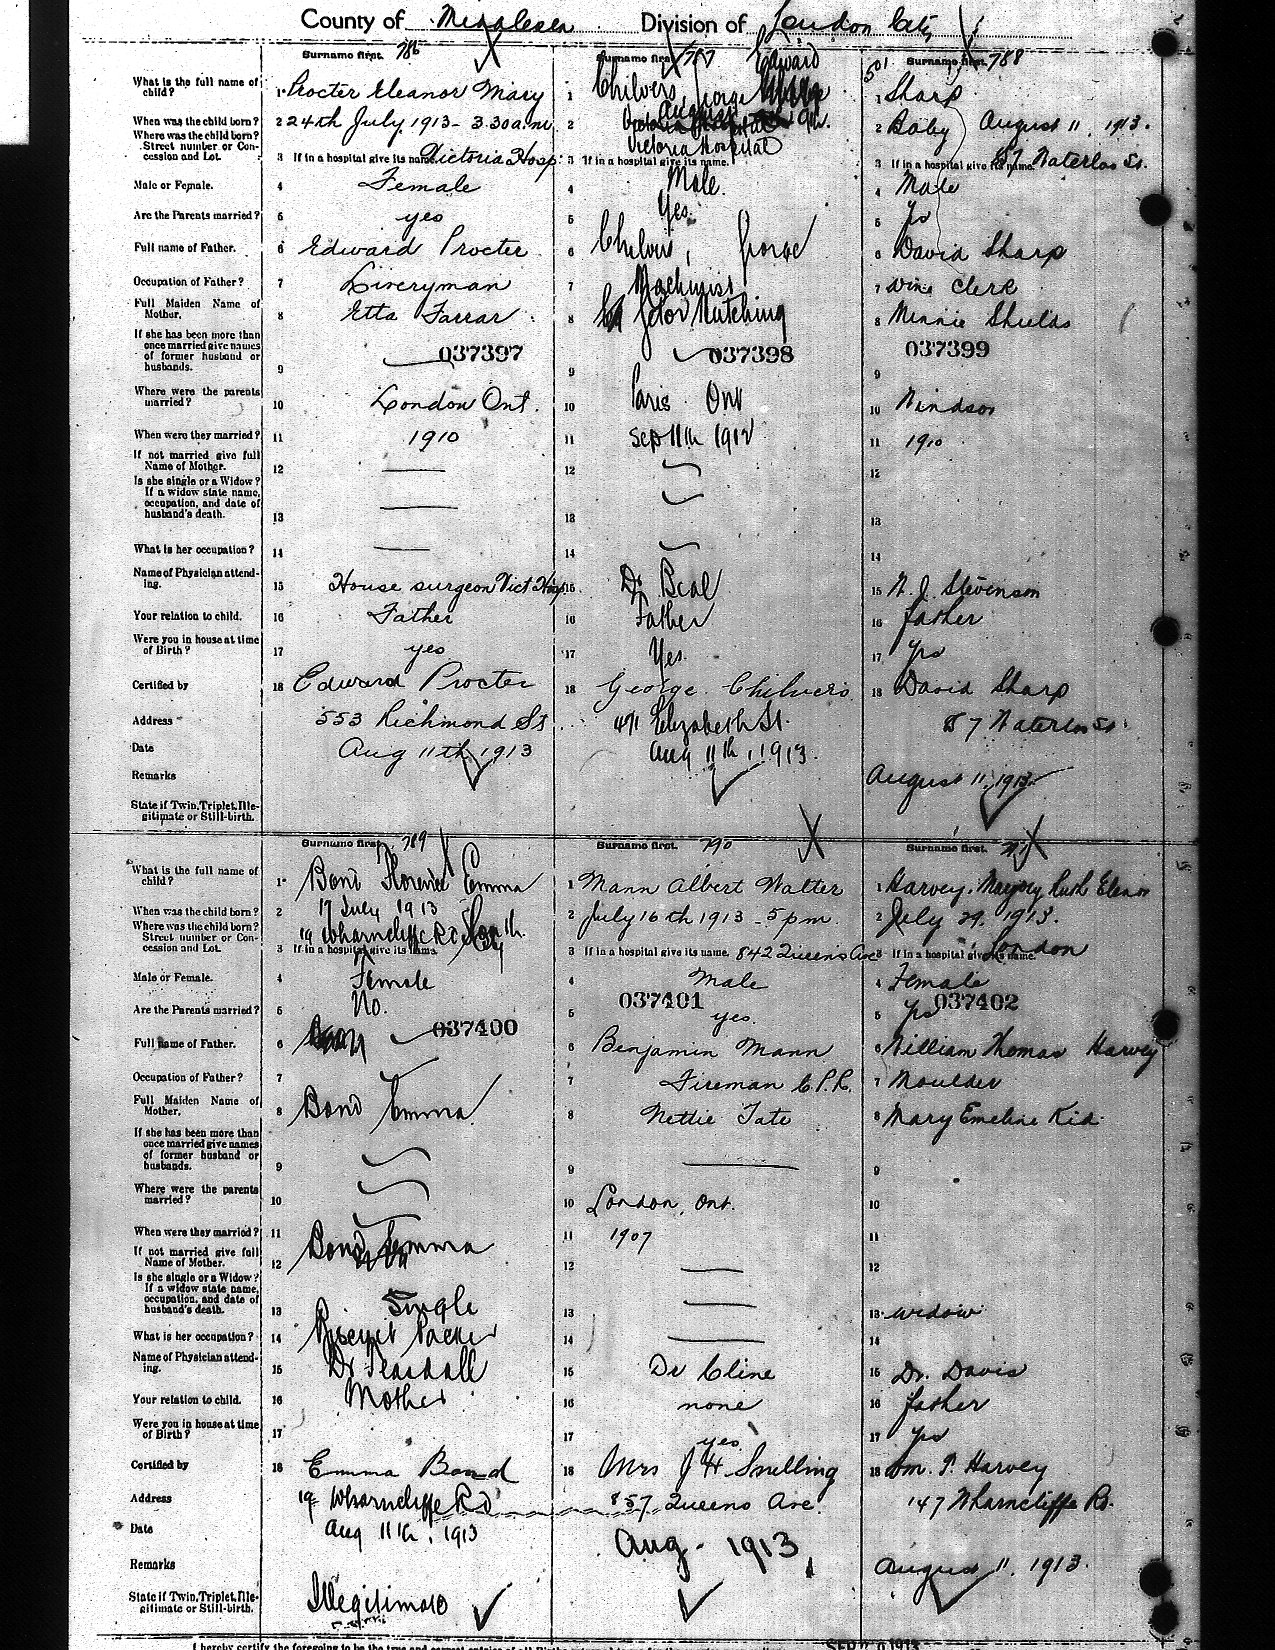 County of Middlesex Division of London City
Surname first. 786
What is the full name of child? 1 Procter Eleanor Mary
When was the child born? 2 24th July 1913 - 3.30 a.m.
Where was the child born? Street number or Concession and Lot. 3 If in a hospital give its name. Victoria Hosp.
Male or Female. 4 Female
Are the Parents married? 5 yes
Full name of Father. 6 Edward Procter
Occupation of Father? 7 Liveryman
Full Maiden Name of Mother. 8 Etta Farrar
If she has been more than once married give names of former husband or husbands. 9
037397
Where were the parents married? 10 London Ont.
When were they married? 11 1910
If not married give full Name of Mother. 12
Is she single or a Widow? If a widow state name, occupation, and date of husband's death. 13
What is her occupation? 14
Name of Physician attending. 15 House surgeon Vict Hosp
Your relation to child. 16 Father
Were you in house at time of Birth? 17 yes
Certified by 18 Edward Procter
Address 553 Richmond St
Date Aug 11th 1913
Remarks
State if Twin, Triplet, Illegitimate or Still-birth.
Surname first 787
1 Chilvers, George Edward
2 August 9th.
Victoria Hospital
3 If in a hospital give its name.
4 Male.
5 Yes.
6 Chilvers, George
7 Machinist
8 Hutching
9
037398
10 Paris Ont
11 Sep 11th 1912
12
13
14
15 Dr Beal
16 Father
17 Yes.
18 George Chilvers
471 Elizabeth St.
Aug 11th, 1913.
501 Surname first. 788
1 Sharp
2 Baby August 11, 1913.
3 If in a hospital give its name. 87 Waterloo St.
4 Male
5 yes
6 David Sharp
7 Wine Clerk
8 Minnie Shields
037399
9
10 Windsor
11 1910
12
13
14
15 W. J. Stevenson
16 father
17 yes
18 David Sharp
87 Waterloo St.
August 11, 1913.
Surname first. 789
What is the full name of child? 1 Bond Florence Emma
When was the child born? 2 17 July 1913
Where was the child born? Street number or Concession and Lot. 19 Wharncliffe Rd South. City
3 If in a hospital give its name.
Male or Female. 4 Female
Are the Parents married? 5 No.
037400
Full name of Father. 6
Occupation of Father? 7
Full Maiden Name of Mother. 8 Bond Emma
If she has been more than once married give names of former husband or husbands. 9
Where were the parents married? 10
When were they married? 11
If not married give full Name of Mother. 12 Bond Emma
Is she single or a Widow? If a widow state name, occupation, and date of husband's death. 13 Single
What is her occupation? 14 Biscuit Packer
Name of Physician attending. 15 Dr Teasdall
Your relation to child. 16 Mother
Were you in house at time of Birth? 17
Certified by 18 Emma Bond
Address 19 Wharncliffe Rd
Date Aug 11th, 1913
Remarks
State if Twin, Triplet, Illegitimate or Still-birth. Illegitimate
Surname first. 790
1 Mann Albert Walter
2 July 16th 1913 - 5 p.m.
3 If in a hospital give its name. 842 Queens Ave
4 Male
037401
5 yes.
6 Benjamin Mann
7 Fireman C.P.R.
8 Nettie Tate
9
10 London, Ont.
11 1907
12
13
14
15 Dr Cline
16 none
17 yes
18 Mrs J H Snelling
857 Queens Ave.
Aug - 1913
Surname first. 791
1 Harvey, Margery Ruth Eleanor
2 July 29, 1913.
3 If in a hospital give its name. London
4 Female
5 yes 037402
6 William Thomas Harvey
7 Moulder
8 Mary Emeline Kid
9
10
11
12
13 widow
14
15 Dr. Davis
16 father
17 yes
18 Wm. T. Harvey
147 Wharncliffe Rd.
August 11, 1913.
I hereby certify the foregoing to be the true and correct entries of all